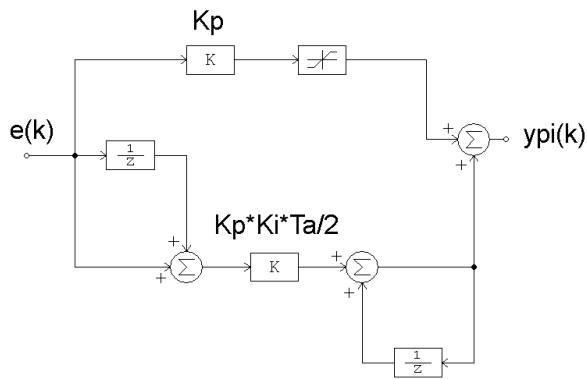 Kp
K
e(k)
+
+
Σ
ypi(k)
1
z
Kp*Ki*Ta/2
+
+
Σ
K
+
+
Σ
1
z